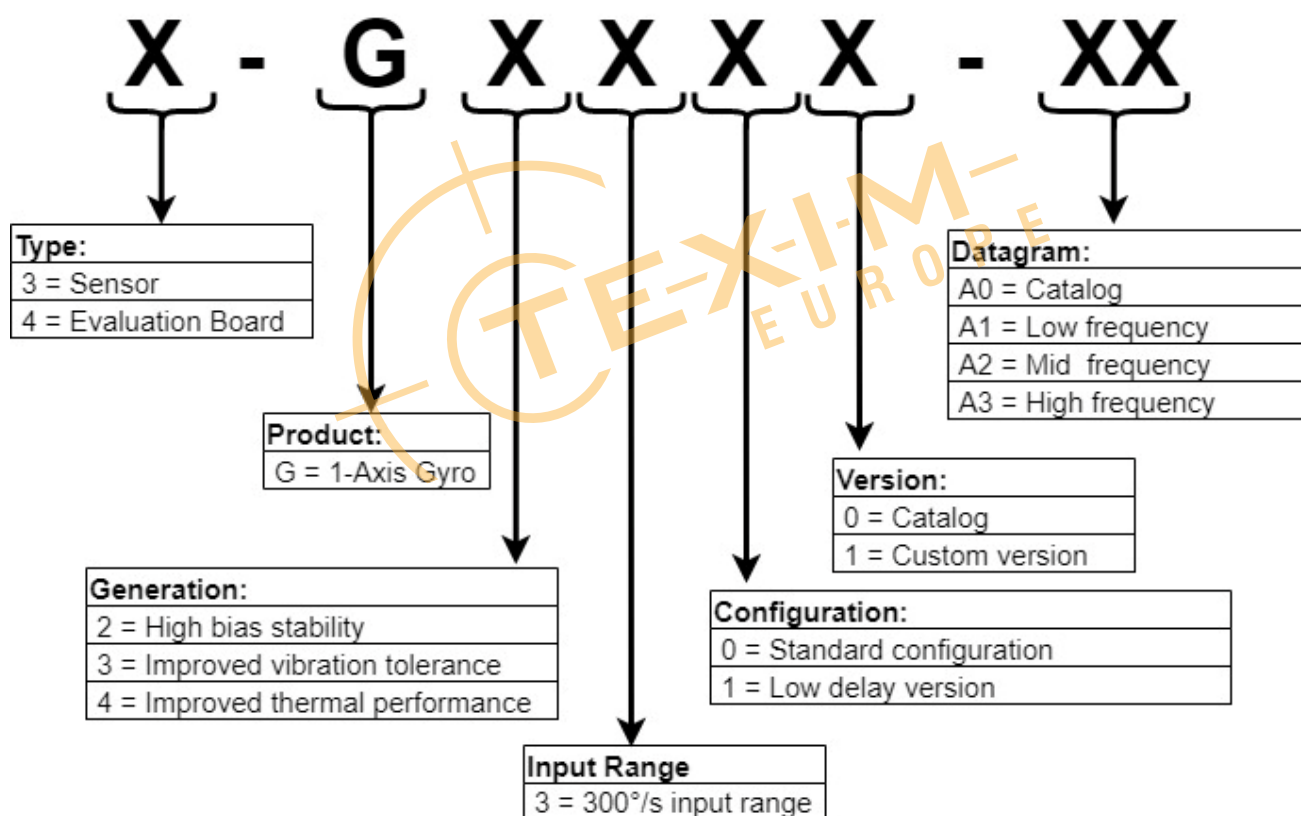 X - G X X X X - XX
Type:
3 = Sensor
4 = Evaluation Board
Datagram:
A0 = Catalog
A1 = Low frequency
A2 = Mid  frequency
A3 = High frequency
TEXIM
EUROPE
Product:
G = 1-Axis Gyro
Version:
0 = Catalog
1 = Custom version
Generation:
2 = High bias stability
3 = Improved vibration tolerance
4 = Improved thermal performance
Configuration:
0 = Standard configuration
1 = Low delay version
Input Range
3 = 300°/s input range